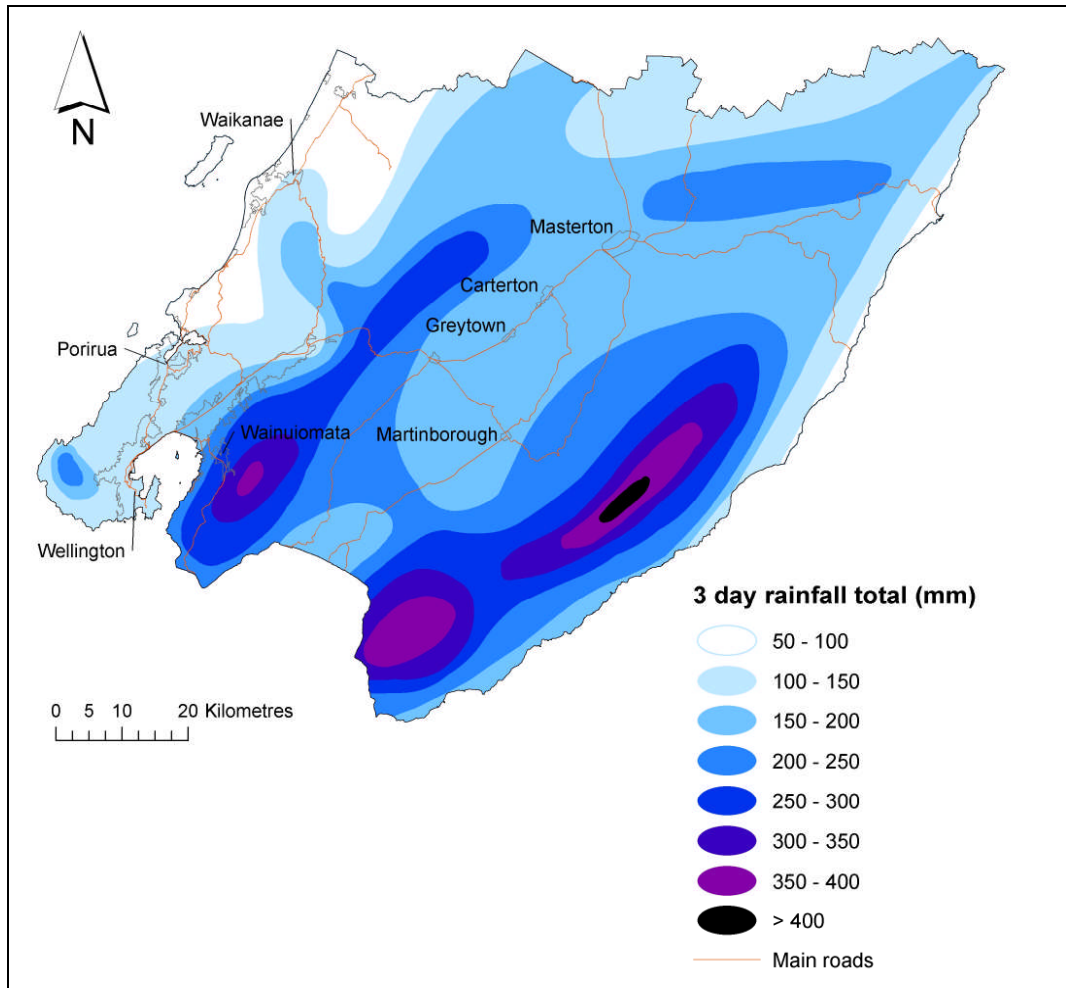 N
Waikanae
Masterton
Carterton
Greytown
Porirua
Wainuiomata
Martinborough
Wellington
3 day rainfall total (mm)
50 - 100
100 - 150
150 - 200
200 - 250
250 - 300
300 - 350
350 - 400
> 400
Main roads
0 5 10 20 Kilometres